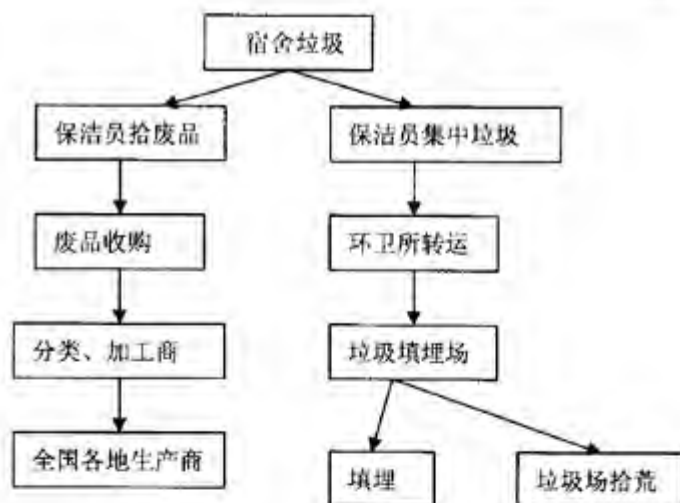 宿舍垃圾
保洁员拾废品
保洁员集中垃圾
废品收购
环卫所转运
分类、加工商
垃圾填埋场
全国各地生产商
填埋
垃圾场拾荒